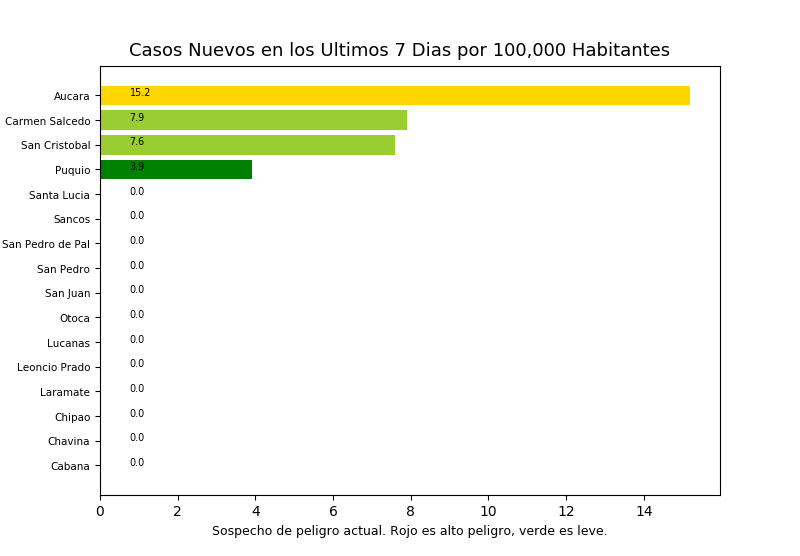 Casos Nuevos en los Ultimos 7 Dias por 100,000 Habitantes
Aucara 15.2
Carmen Salcedo 7.9
San Cristobal 7.6
Puquio 3.9
Santa Lucia 0.0
Sancos 0.0
San Pedro de Pal 0.0
San Pedro 0.0
San Juan 0.0
Otoca 0.0
Lucanas 0.0
Leoncio Prado 0.0
Laramate 0.0
Chipao 0.0
Chavina 0.0
Cabana 0.0
0 2 4 6 8 10 12 14
Sospecho de peligro actual. Rojo es alto peligro, verde es leve.